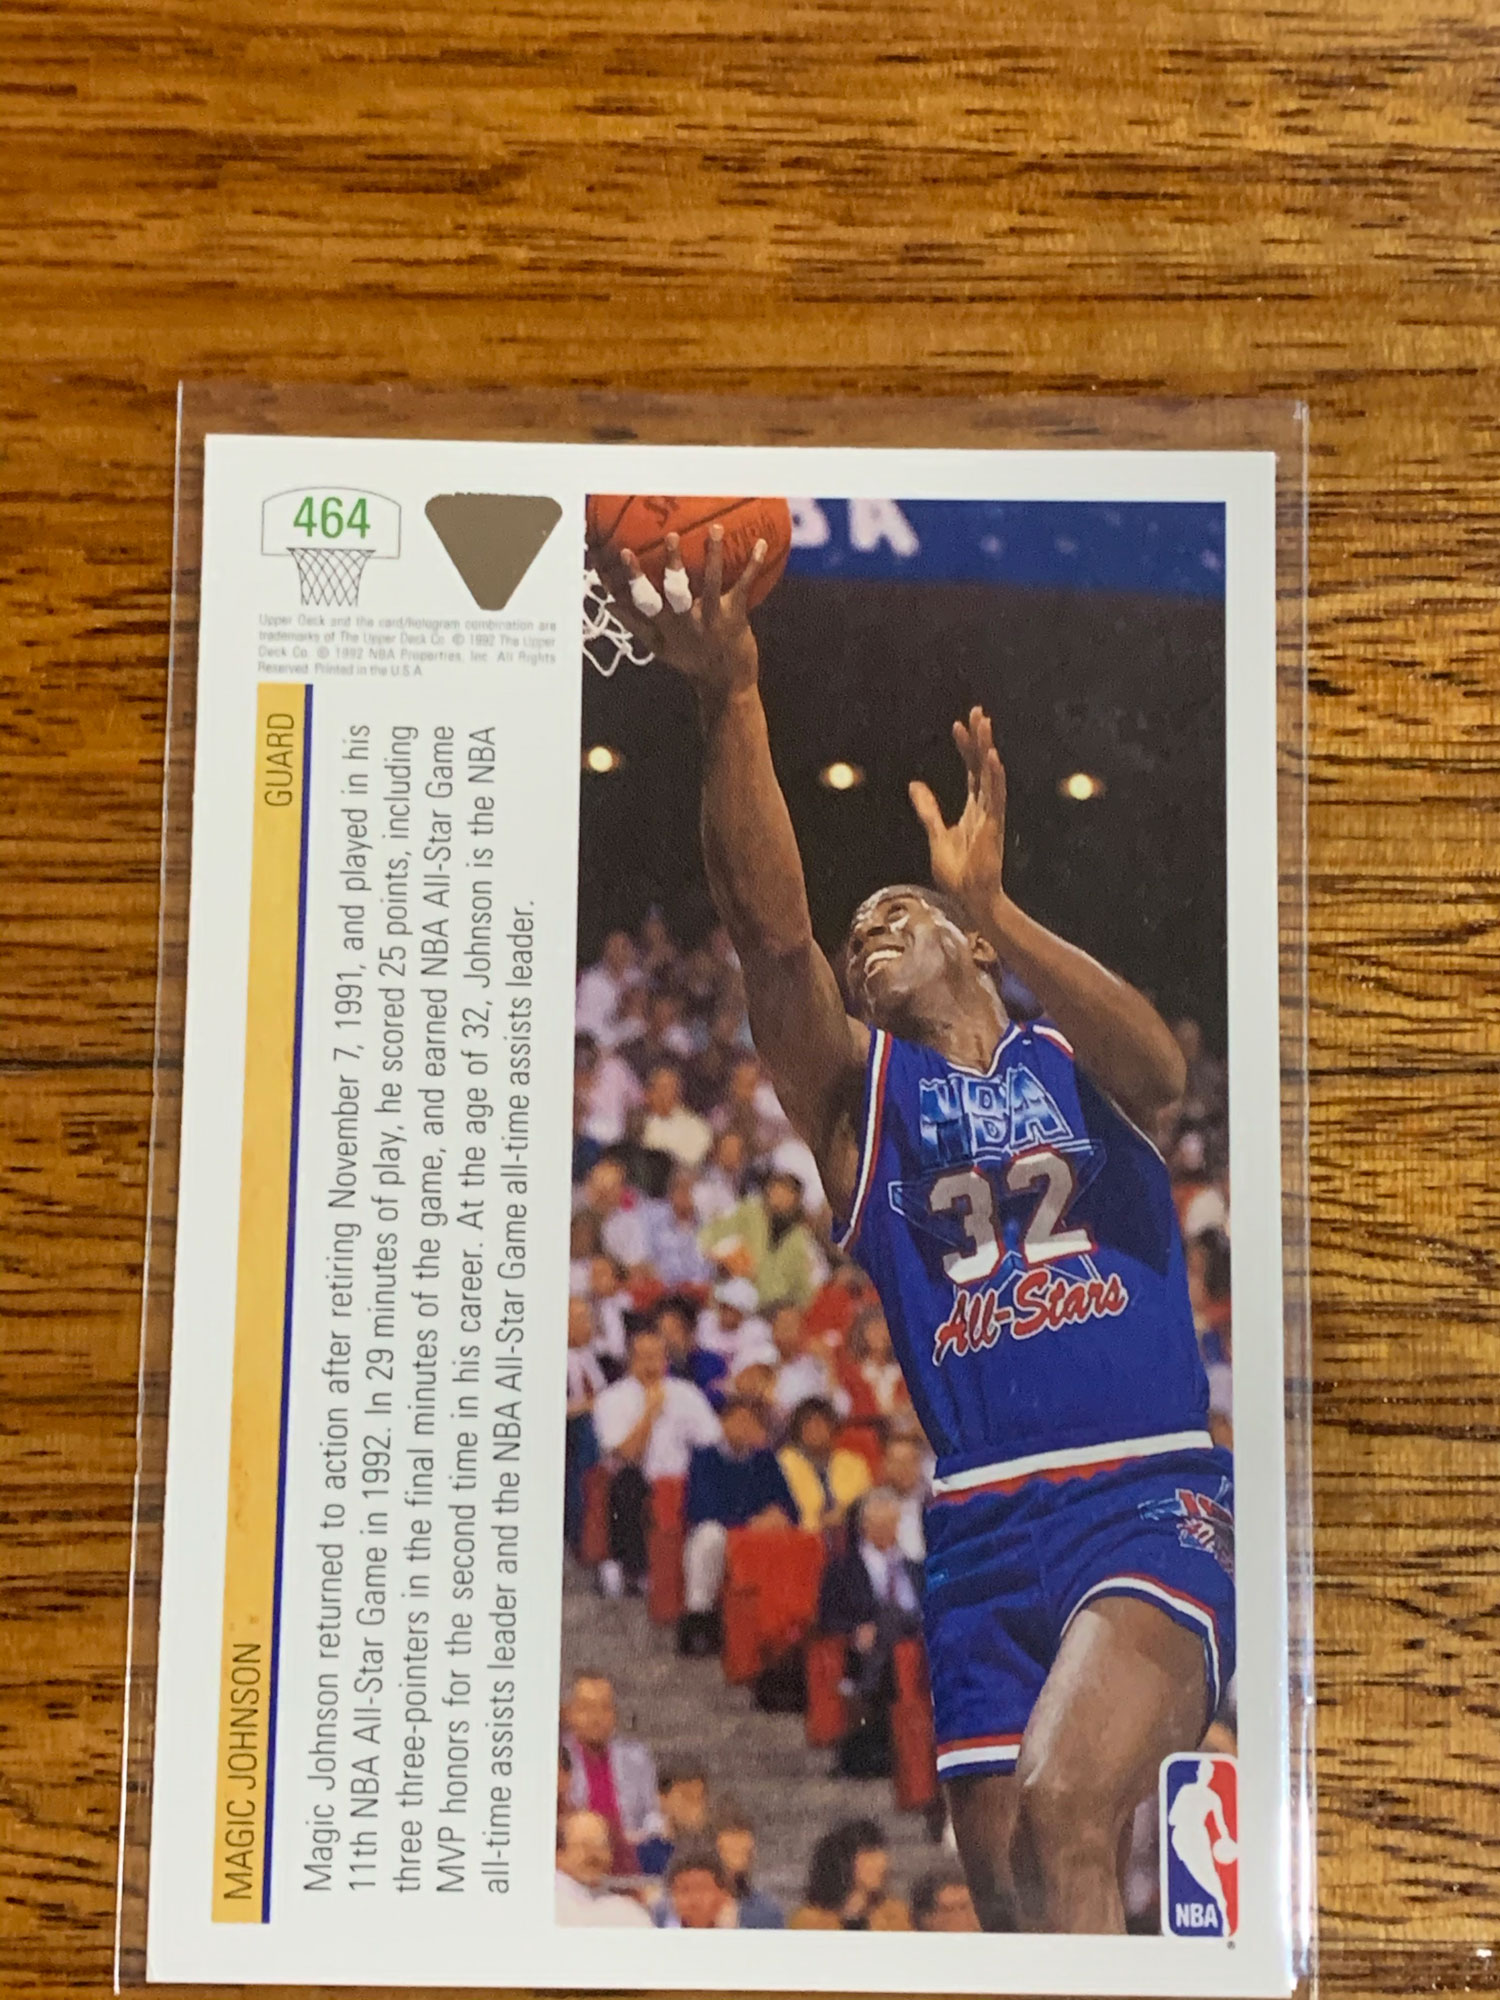 464
Upper Deck and the card/hologram combination are
trademarks of The Upper Deck Co. © 1992 The Upper
Deck Co. © 1992 NBA Properties, Inc. All Rights
Reserved. Printed in the U.S.A.
MAGIC JOHNSON GUARD
Magic Johnson returned to action after retiring November 7, 1991, and played in his
11th NBA All-Star Game in 1992. In 29 minutes of play, he scored 25 points, including
three three-pointers in the final minutes of the game, and earned NBA All-Star Game
MVP honors for the second time in his career. At the age of 32, Johnson is the NBA
all-time assists leader and the NBA All-Star Game all-time assists leader.
NBA
32
All-Stars
NBA